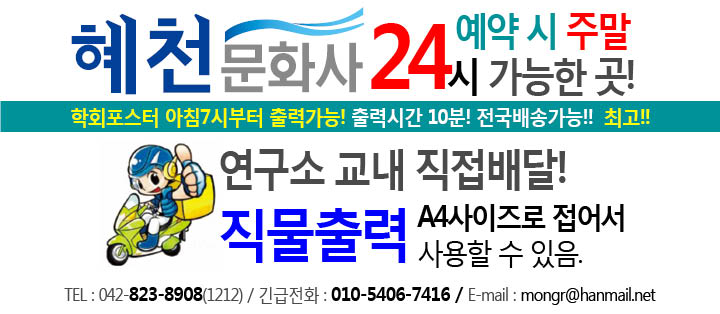 혜천문화사 24시 예약 시 주말 가능한 곳!
학회포스터 아침7시부터 출력가능! 출력시간 10분! 전국배송가능!! 최고!!
연구소 교내 직접배달!
직물출력 A4사이즈로 접어서
사용할 수 있음.
TEL : 042-823-8908(1212) / 긴급전화 : 010-5406-7416 / E-mail : mongr@hanmail.net